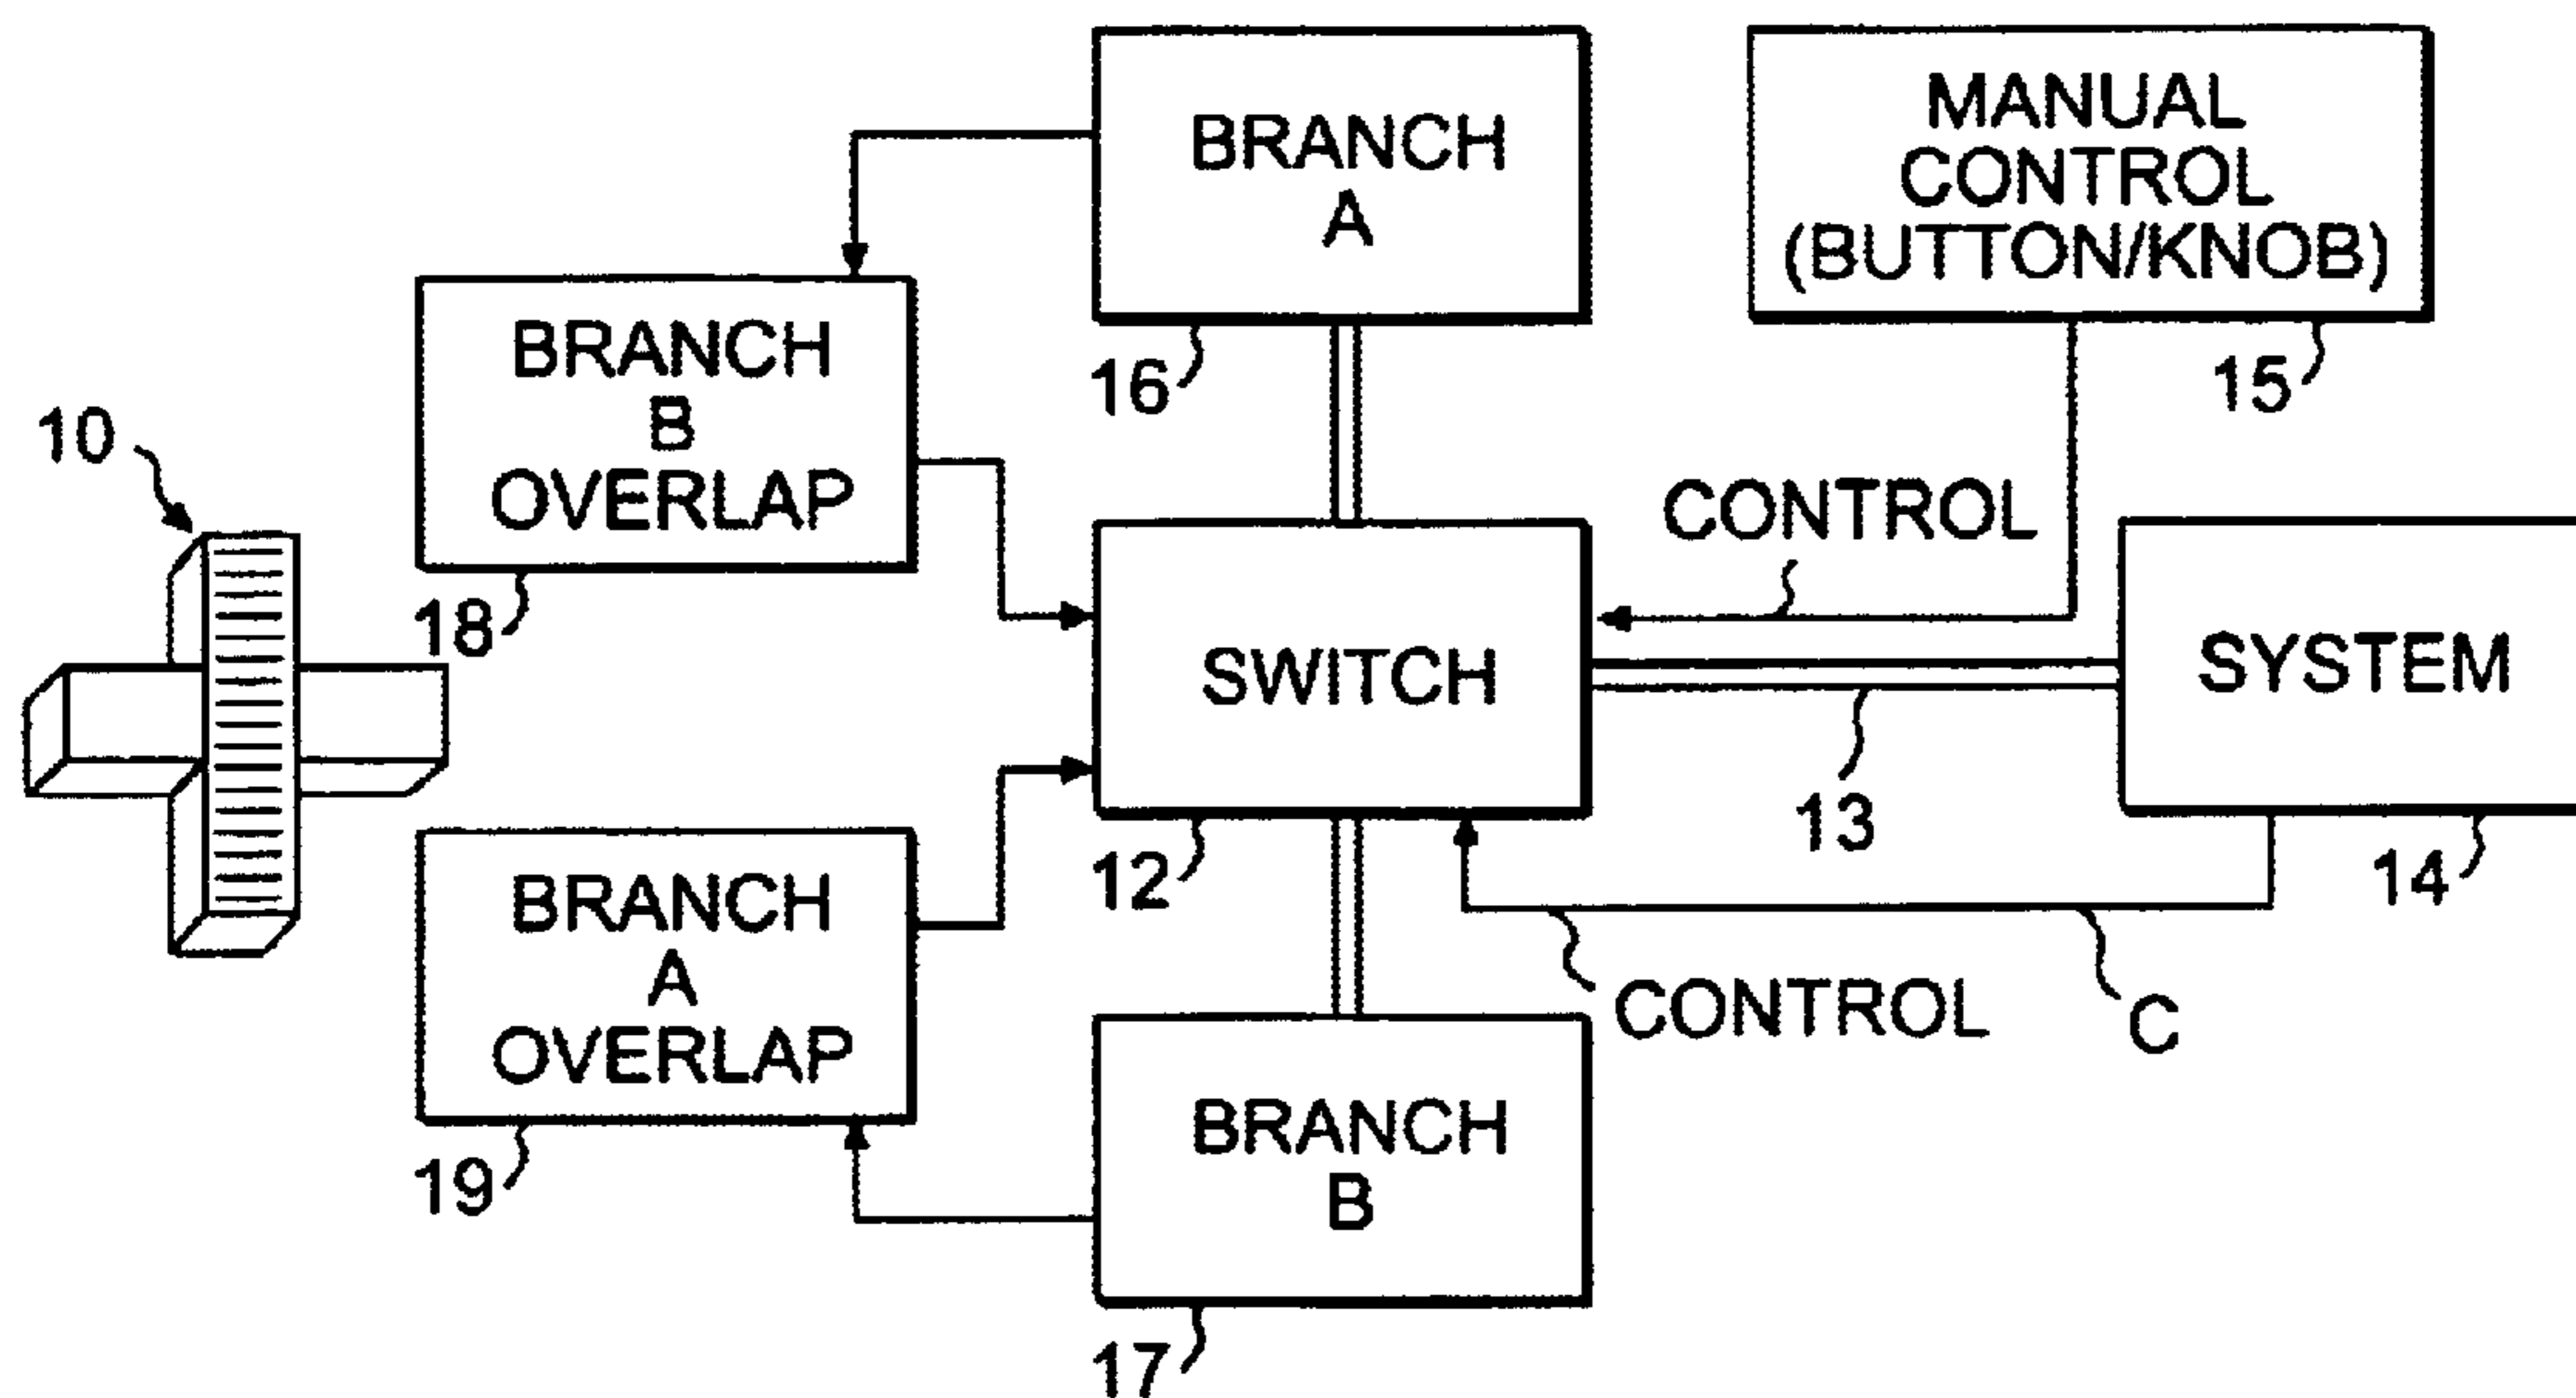 BRANCH
A
16
MANUAL
CONTROL
(BUTTON/KNOB)
15
BRANCH
B
OVERLAP
18
10
CONTROL
SWITCH
12
13
SYSTEM
14
BRANCH
A
OVERLAP
19
CONTROL
C
BRANCH
B
17